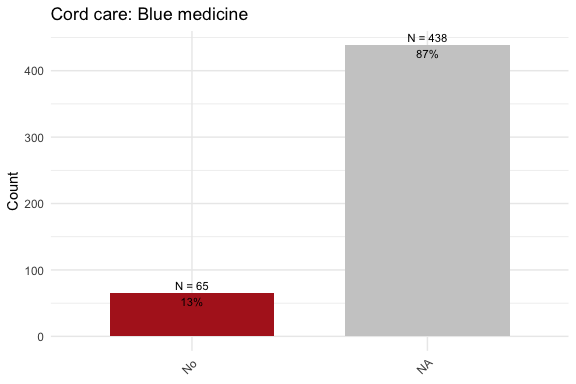 Cord care: Blue medicine
N = 438
87%
400
300
200
100
0
Count
N = 65
13%
No
NA